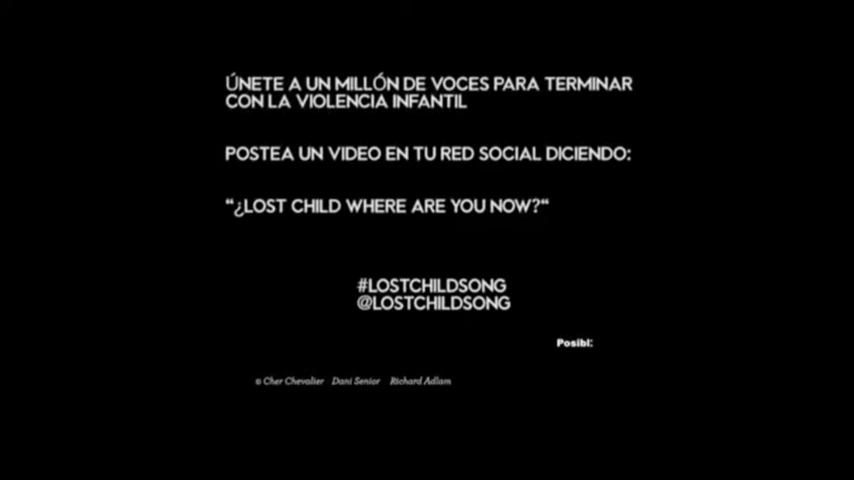 ÚNETE A UN MILLÓN DE VOCES PARA TERMINAR
CON LA VIOLENCIA INFANTIL
POSTEA UN VIDEO EN TU RED SOCIAL DICIENDO:
“¿LOST CHILD WHERE ARE YOU NOW?“
#LOSTCHILDSONG
@LOSTCHILDSONG
Posibl:
© Cher Chevalier Dani Senior Richard Adlam